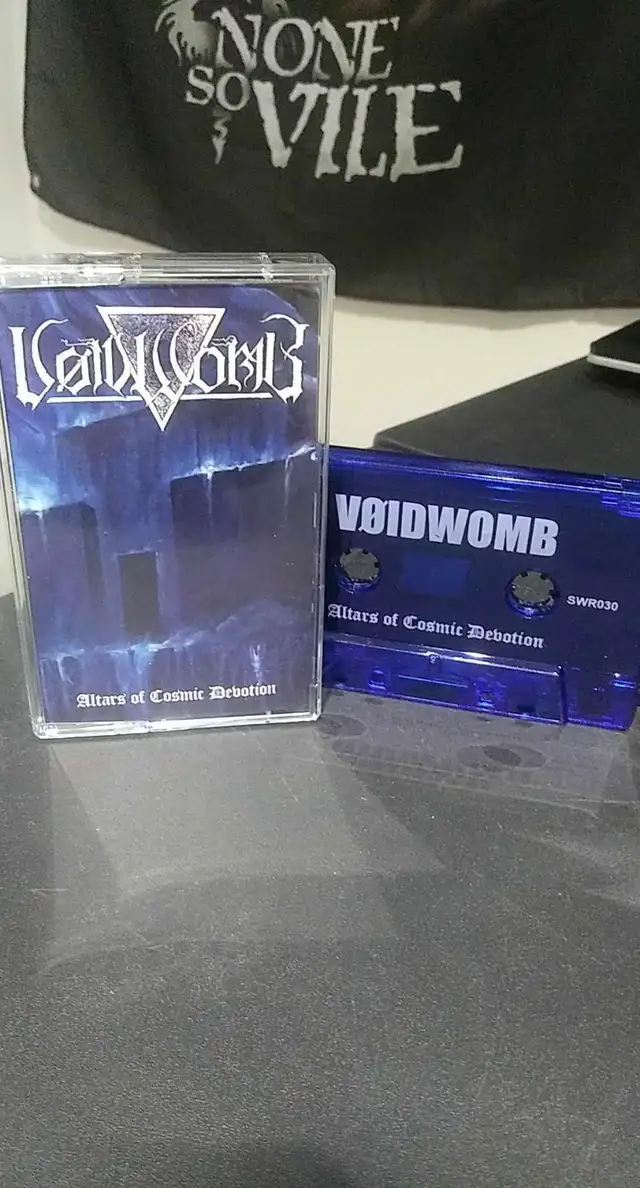 NONE
SO VILE
VØIDWOMB
Altars of Cosmic Devotion
VØIDWOMB
SWR030
Altars of Cosmic Devotion